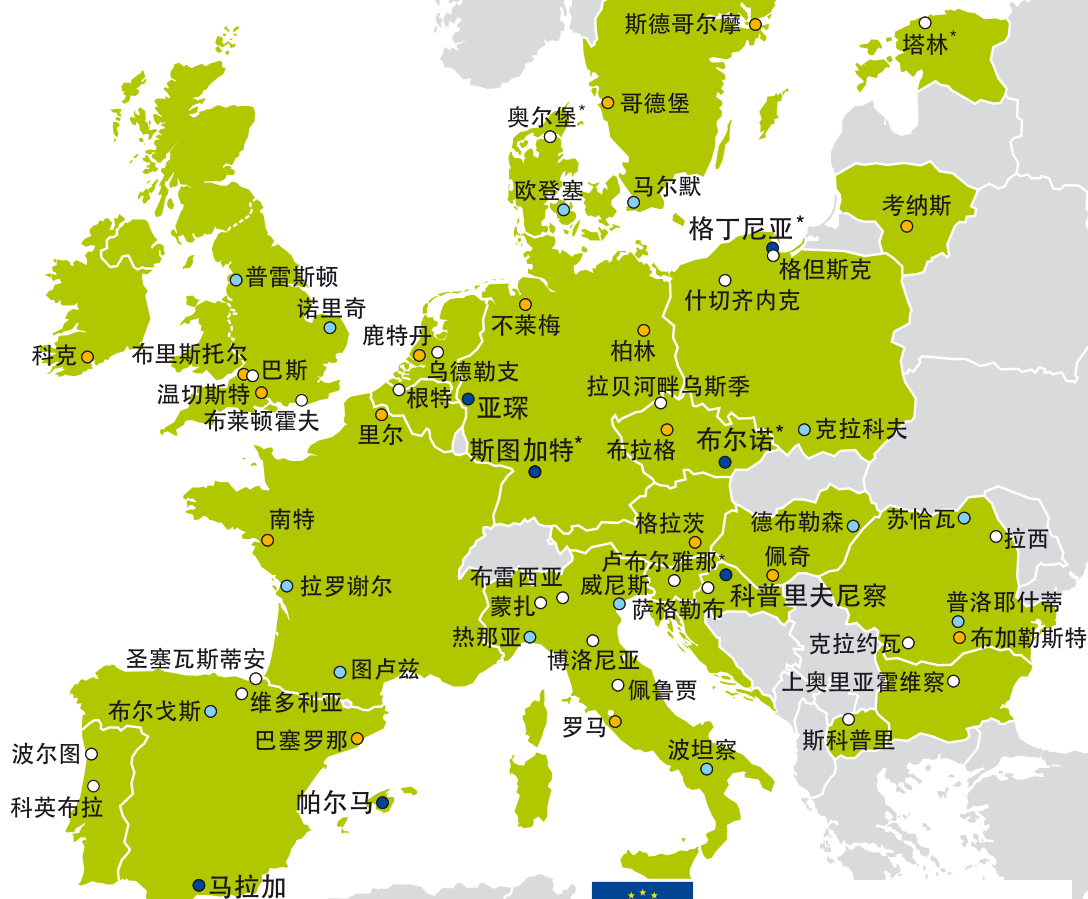 斯德哥尔摩
塔林*
哥德堡
奥尔堡*
欧登塞
马尔默
考纳斯
格丁尼亚*
格但斯克
普雷斯顿
什切齐内克
诺里奇
不莱梅
鹿特丹
柏林
科克
布里斯托尔
巴斯
乌德勒支
温切斯特
根特
拉贝河畔乌斯季
亚琛
布莱顿霍夫
里尔
克拉科夫
布拉格
布尔诺*
斯图加特*
南特
格拉茨
德布勒森
苏恰瓦
拉西
卢布尔雅那*
佩奇
布雷西亚
威尼斯
拉罗谢尔
科普里夫尼察
蒙扎
萨格勒布
普洛耶什蒂
热那亚
布加勒斯特
克拉约瓦
博洛尼亚
圣塞瓦斯蒂安
图卢兹
上奥里亚霍维察
佩鲁贾
维多利亚
布尔戈斯
罗马
巴塞罗那
斯科普里
波坦察
波尔图
帕尔马
科英布拉
马拉加